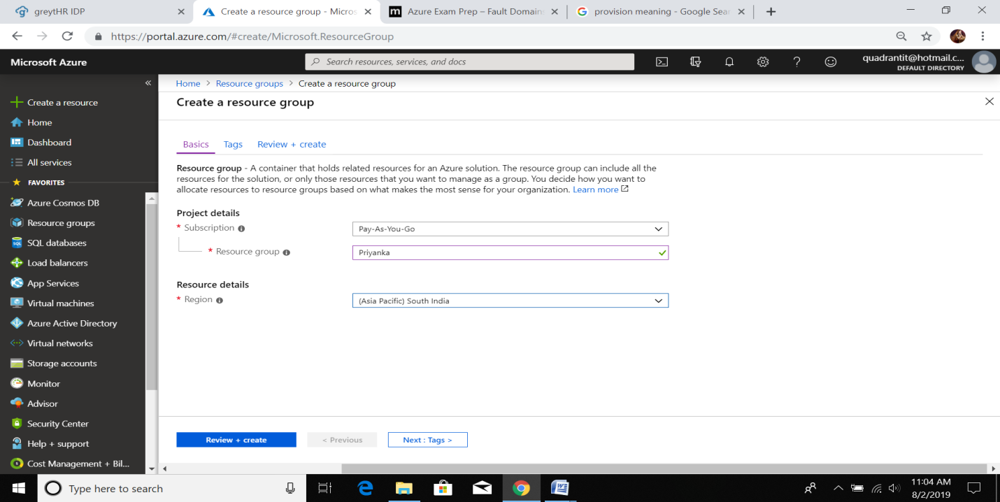 greytHR IDP
Create a resource group - Micros
Azure Exam Prep – Fault Domains
provision meaning - Google Sear
https://portal.azure.com/#create/Microsoft.ResourceGroup
Microsoft Azure
Search resources, services, and docs
quadrantit@hotmail.c...
DEFAULT DIRECTORY
Create a resource
Home
Dashboard
All services
FAVORITES
Azure Cosmos DB
Resource groups
SQL databases
Load balancers
App Services
Virtual machines
Azure Active Directory
Virtual networks
Storage accounts
Monitor
Advisor
Security Center
Help + support
Cost Management + Bil...
Home > Resource groups > Create a resource group
Create a resource group
Basics Tags Review + create
Resource group - A container that holds related resources for an Azure solution. The resource group can include all the
resources for the solution, or only those resources that you want to manage as a group. You decide how you want to
allocate resources to resource groups based on what makes the most sense for your organization. Learn more
Project details
* Subscription Pay-As-You-Go
* Resource group Priyanka
Resource details
* Region (Asia Pacific) South India
Review + create < Previous Next : Tags >
Type here to search
11:04 AM
8/2/2019